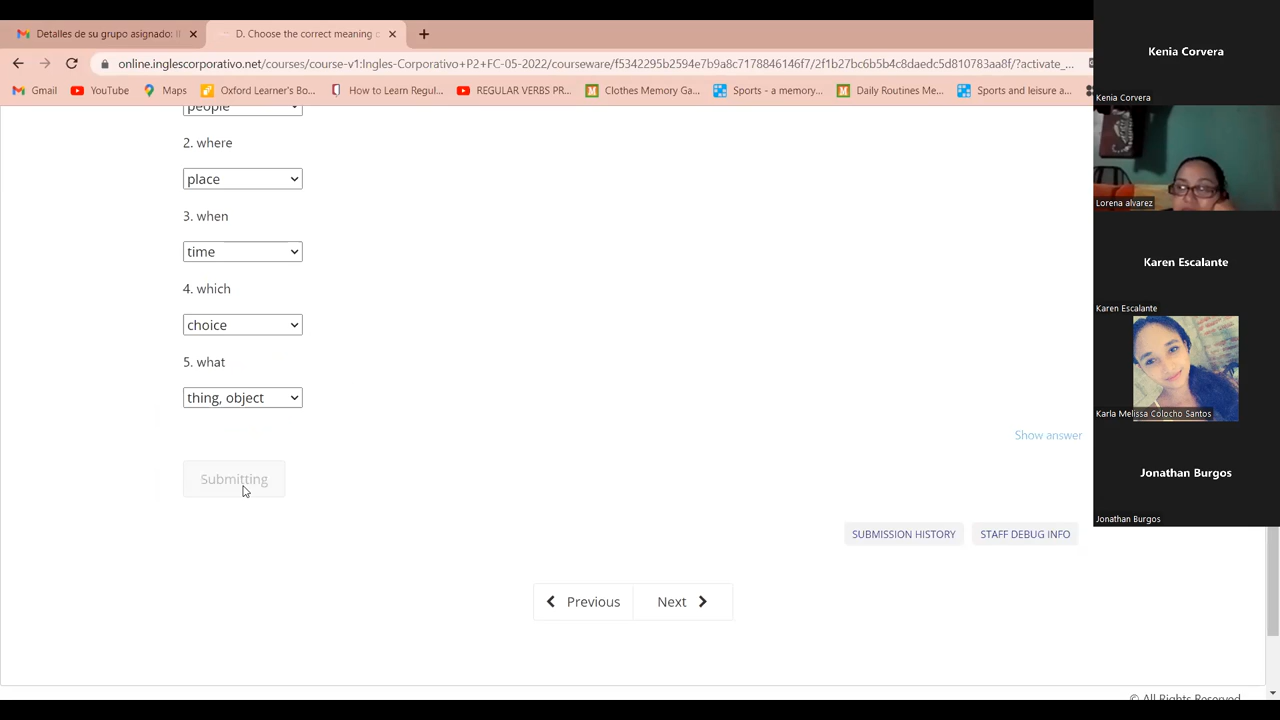 Detalles de su grupo asignado: I
D. Choose the correct meaning o
online.inglescorporativo.net/courses/course-v1:Ingles-Corporativo+P2+FC-05-2022/courseware/f5342295b2594e7b9a8c7178846146f7/2f1b27bc6b5b4c8daedc5d810783aa8f/?activate_...
Gmail
YouTube
Maps
Oxford Learner's Bo...
How to Learn Regul...
REGULAR VERBS PR...
Clothes Memory Ga...
Sports - a memory...
Daily Routines Me...
Sports and leisure a...
people
2. where
place
3. when
time
4. which
choice
5. what
thing, object
Show answer
Submitting
SUBMISSION HISTORY
STAFF DEBUG INFO
Previous
Next
© All Rights Reserved
Kenia Corvera
Kenia Corvera
Lorena alvarez
Karen Escalante
Karen Escalante
Karla Melissa Colocho Santos
Jonathan Burgos
Jonathan Burgos